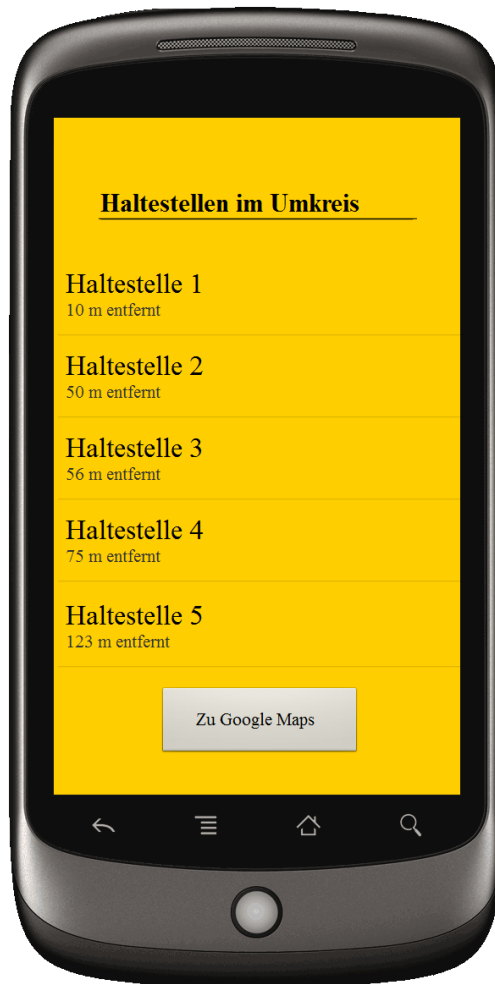 Haltestellen im Umkreis
Haltestelle 1
10 m entfernt
Haltestelle 2
50 m entfernt
Haltestelle 3
56 m entfernt
Haltestelle 4
75 m entfernt
Haltestelle 5
123 m entfernt
Zu Google Maps